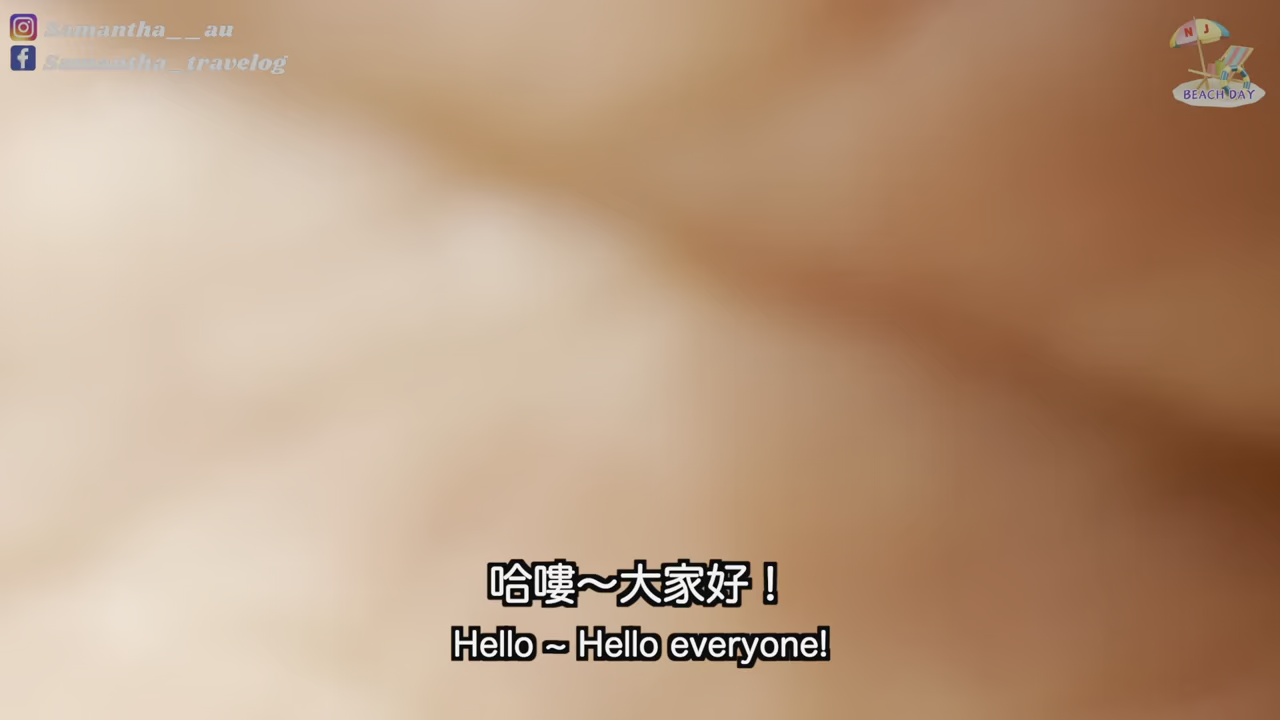 Samantha__au
Samantha_travelog
N J
BEACH DAY
哈嘍～大家好！
Hello ~ Hello everyone!